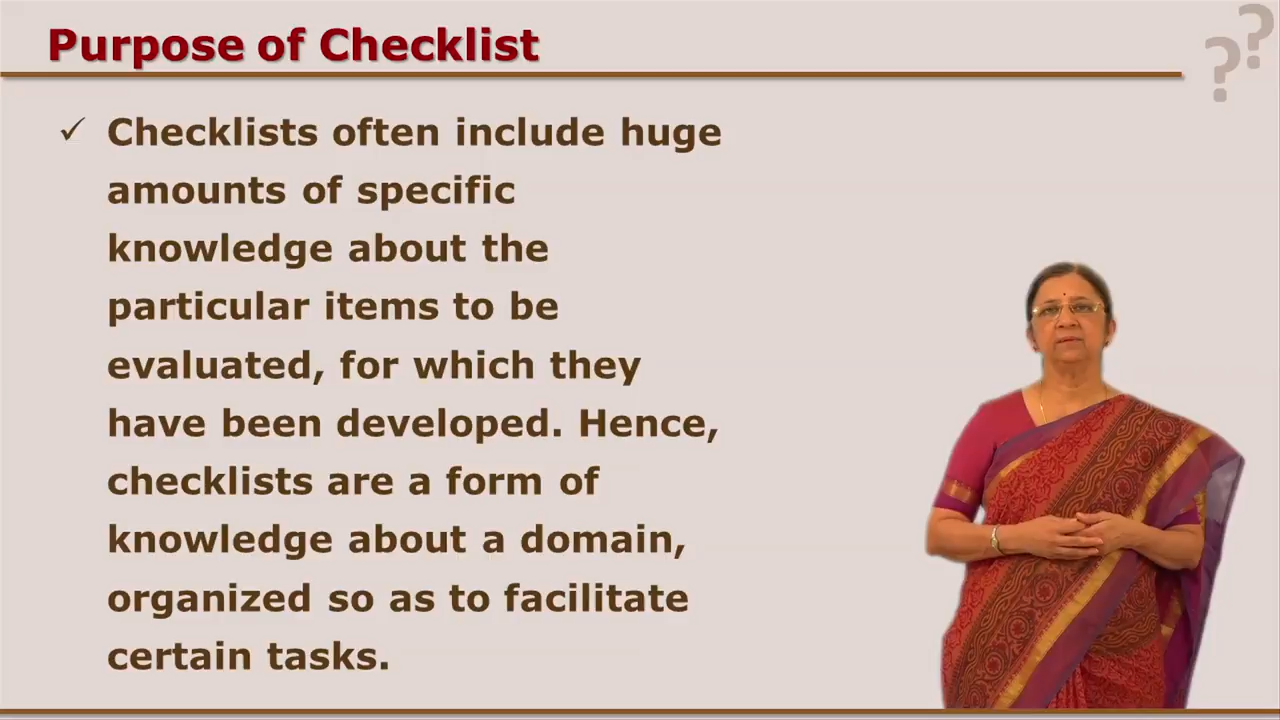 Purpose of Checklist
??
✓ Checklists often include huge
amounts of specific
knowledge about the
particular items to be
evaluated, for which they
have been developed. Hence,
checklists are a form of
knowledge about a domain,
organized so as to facilitate
certain tasks.